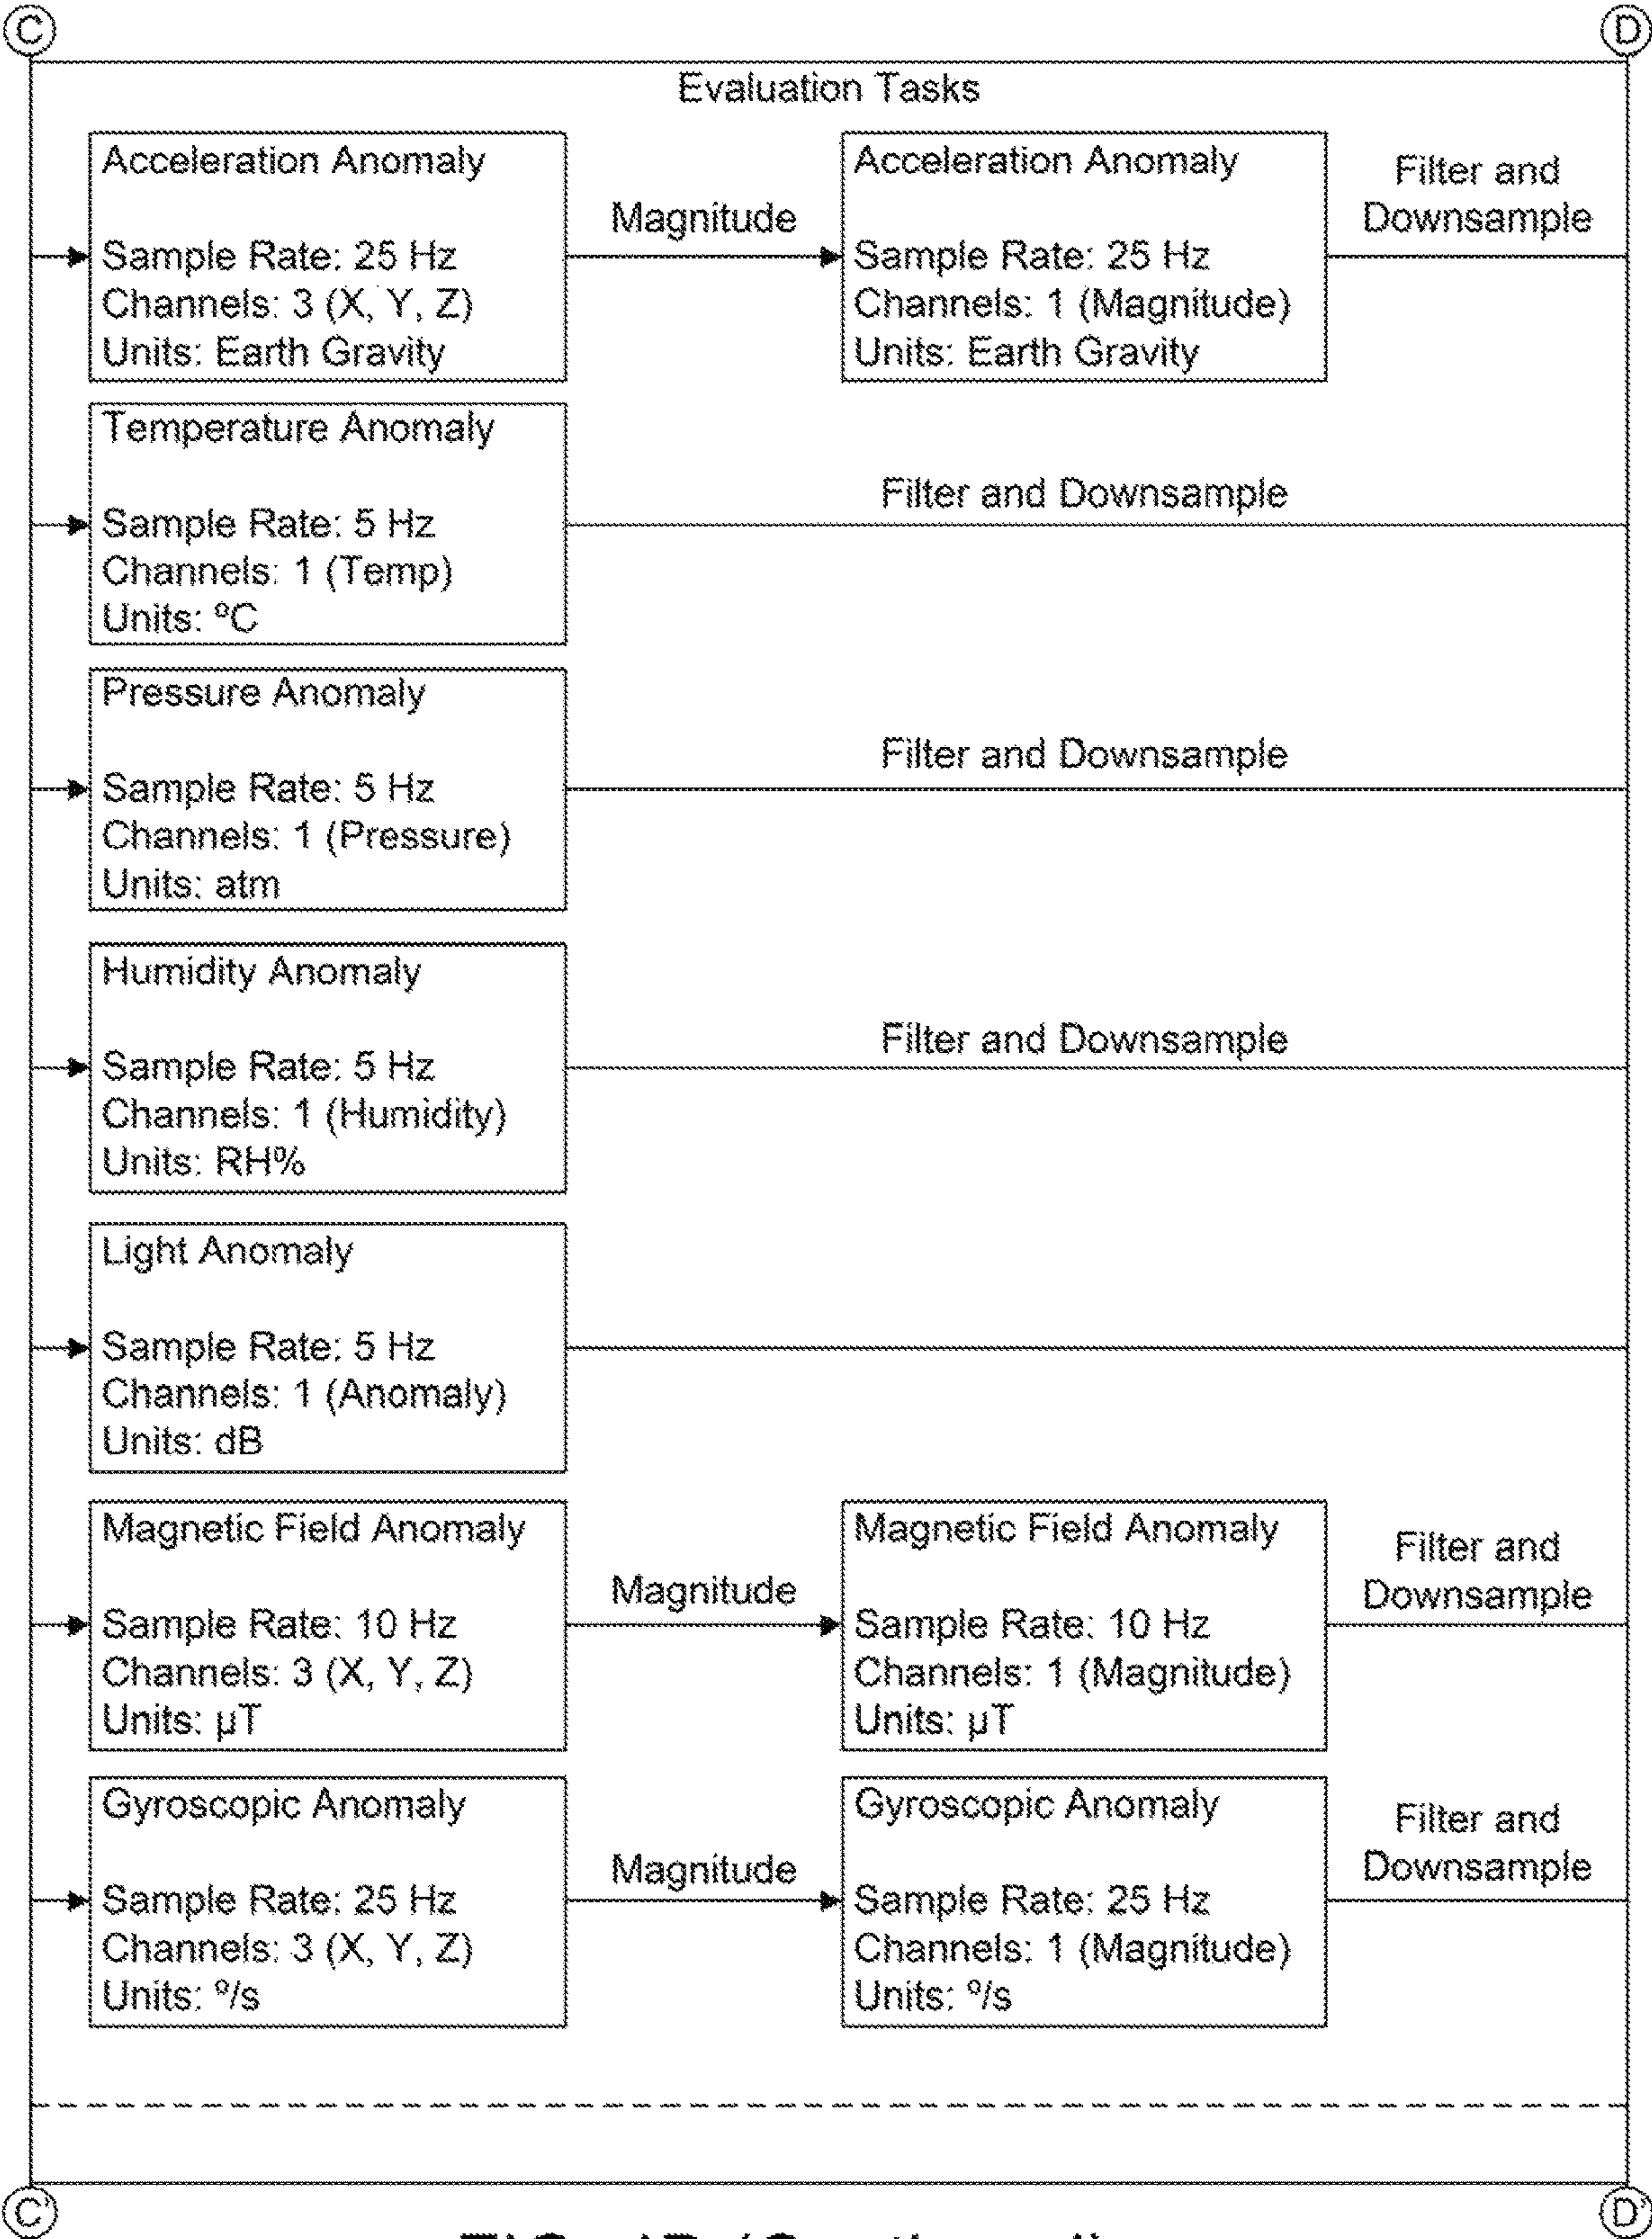 C
D
Evaluation Tasks
Acceleration Anomaly
Sample Rate: 25 Hz
Channels: 3 (X, Y, Z)
Units: Earth Gravity
Magnitude
Acceleration Anomaly
Sample Rate: 25 Hz
Channels: 1 (Magnitude)
Units: Earth Gravity
Filter and
Downsample
Temperature Anomaly
Sample Rate: 5 Hz
Channels: 1 (Temp)
Units: ºC
Filter and Downsample
Pressure Anomaly
Sample Rate: 5 Hz
Channels: 1 (Pressure)
Units: atm
Filter and Downsample
Humidity Anomaly
Sample Rate: 5 Hz
Channels: 1 (Humidity)
Units: RH%
Filter and Downsample
Light Anomaly
Sample Rate: 5 Hz
Channels: 1 (Anomaly)
Units: dB
Magnetic Field Anomaly
Sample Rate: 10 Hz
Channels: 3 (X, Y, Z)
Units: µT
Magnitude
Magnetic Field Anomaly
Sample Rate: 10 Hz
Channels: 1 (Magnitude)
Units: µT
Filter and
Downsample
Gyroscopic Anomaly
Sample Rate: 25 Hz
Channels: 3 (X, Y, Z)
Units: º/s
Magnitude
Gyroscopic Anomaly
Sample Rate: 25 Hz
Channels: 1 (Magnitude)
Units: º/s
Filter and
Downsample
C'
D'